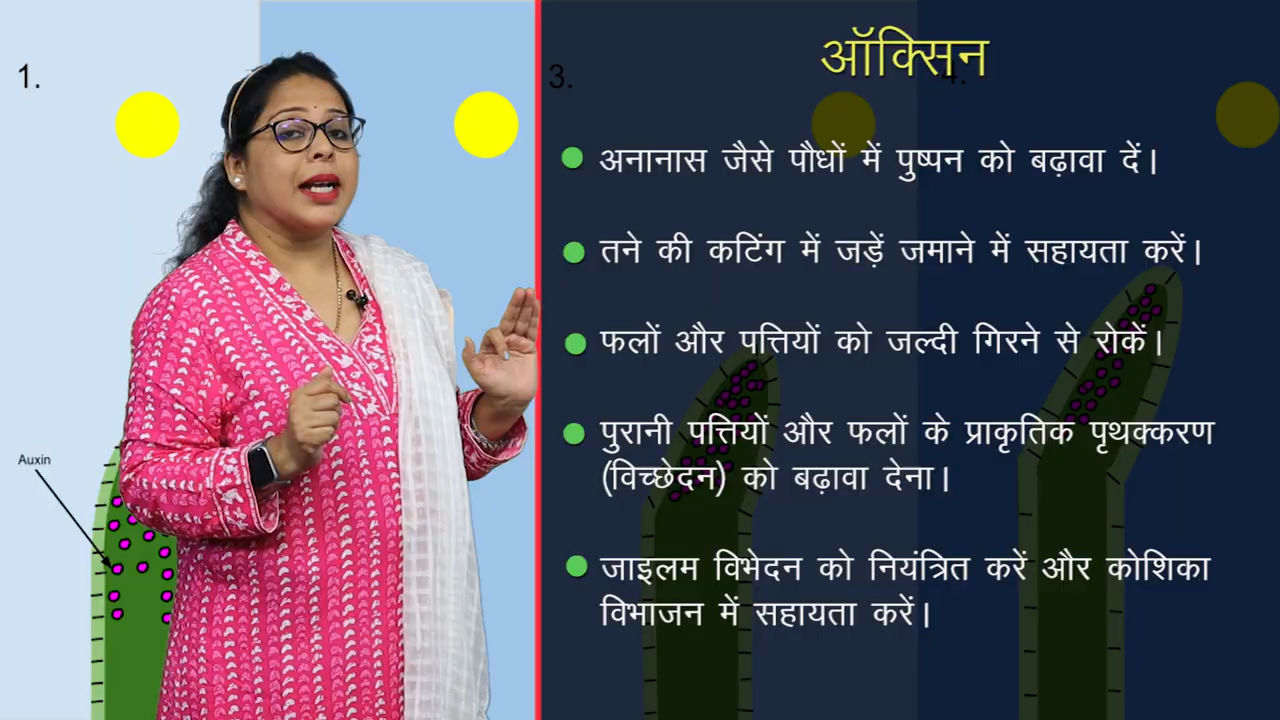 1.
3.
4.
ऑक्सिन
अनानास जैसे पौधों में पुष्पन को बढ़ावा दें।
तने की कटिंग में जड़ें जमाने में सहायता करें।
फलों और पत्तियों को जल्दी गिरने से रोकें।
पुरानी पत्तियों और फलों के प्राकृतिक पृथक्करण
(विच्छेदन) को बढ़ावा देना।
जाइलम विभेदन को नियंत्रित करें और कोशिका
विभाजन में सहायता करें।
Auxin